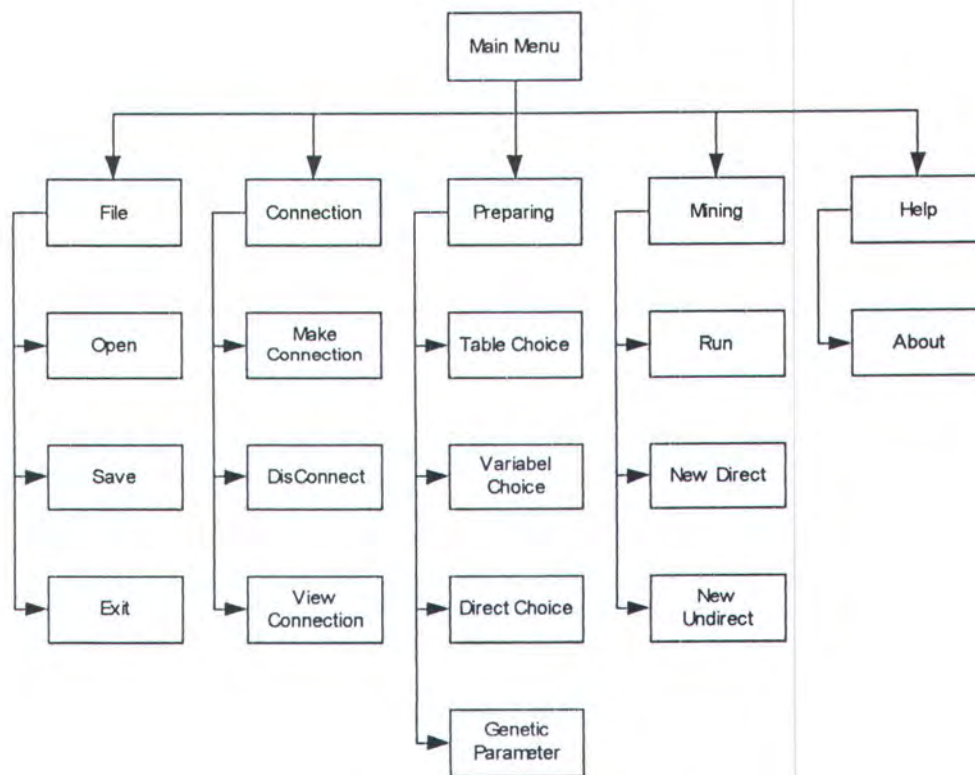 Main Menu
File
Connection
Preparing
Mining
Help
Open
Make
Connection
Table Choice
Run
About
Save
DisConnect
Variabel
Choice
New Direct
Exit
View
Connection
Direct Choice
New
Undirect
Genetic
Parameter